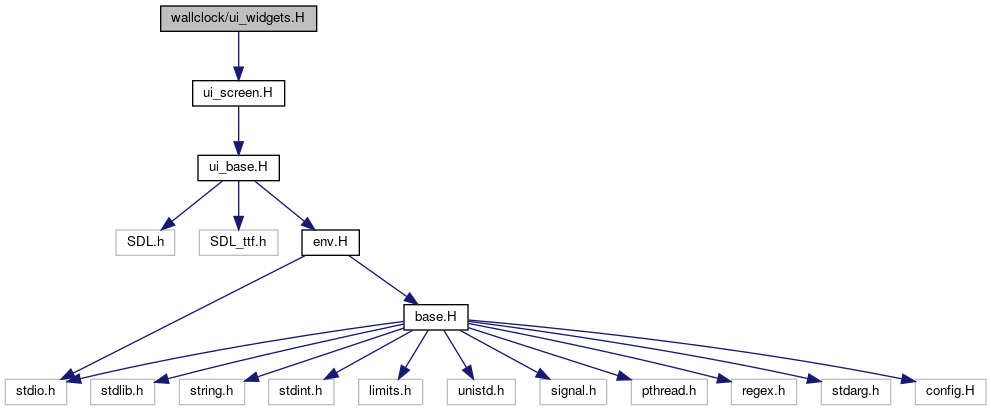 wallclock/ui_widgets.H
ui_screen.H
ui_base.H
SDL.h
SDL_ttf.h
env.H
base.H
stdio.h
stdlib.h
string.h
stdint.h
limits.h
unistd.h
signal.h
pthread.h
regex.h
stdarg.h
config.H